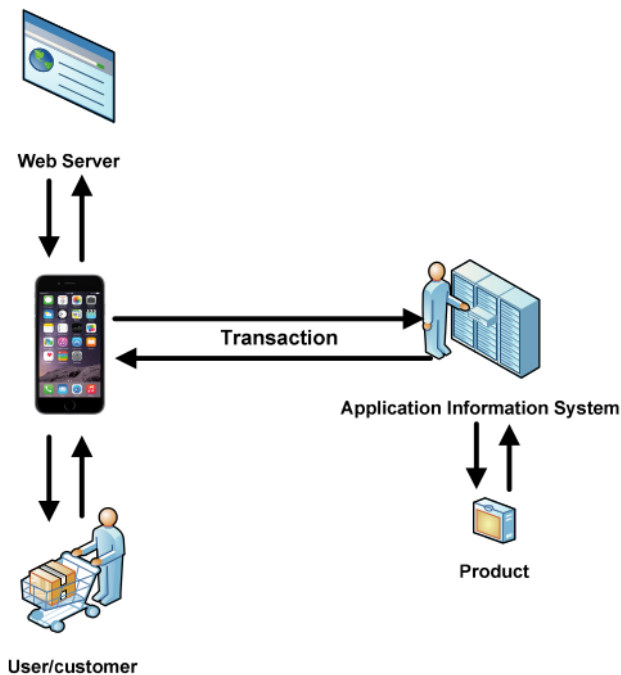 Web Server
Transaction
Application Information System
Product
User/customer